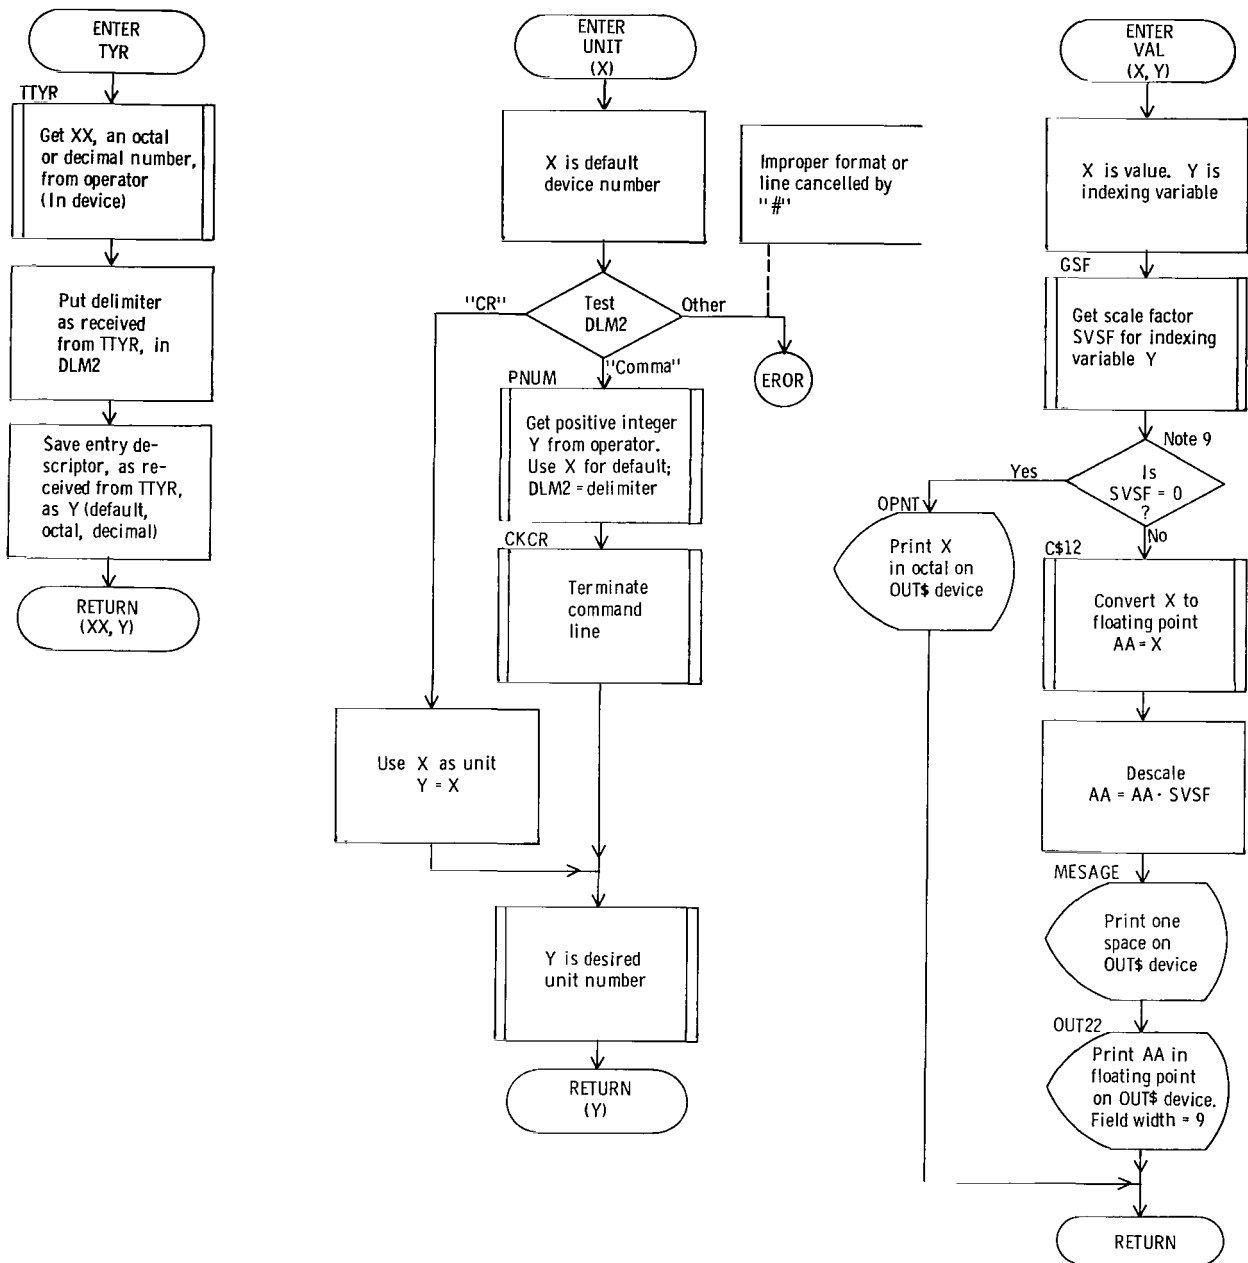 ENTER
TYR
TTYR
Get XX, an octal
or decimal number,
from operator
(In device)
Put delimiter
as received
from TTYR, in
DLM2
Save entry de-
scriptor, as re-
ceived from TTYR,
as Y (default,
octal, decimal)
RETURN
(XX, Y)
ENTER
UNIT
(X)
X is default
device number
Improper format or
line cancelled by
"#"
"CR"
Test
DLM2
Other
EROR
"Comma"
PNUM
Get positive integer
Y from operator.
Use X for default;
DLM2 = delimiter
CKCR
Terminate
command
line
Use X as unit
Y = X
Y is desired
unit number
RETURN
(Y)
ENTER
VAL
(X, Y)
X is value. Y is
indexing variable
GSF
Get scale factor
SVSF for indexing
variable Y
Note 9
Is
SVSF = 0
?
Yes
No
OPNT
Print X
in octal on
OUT$ device
C$12
Convert X to
floating point
AA = X
Descale
AA = AA · SVSF
MESAGE
Print one
space on
OUT$ device
OUT22
Print AA in
floating point
on OUT$ device.
Field width = 9
RETURN